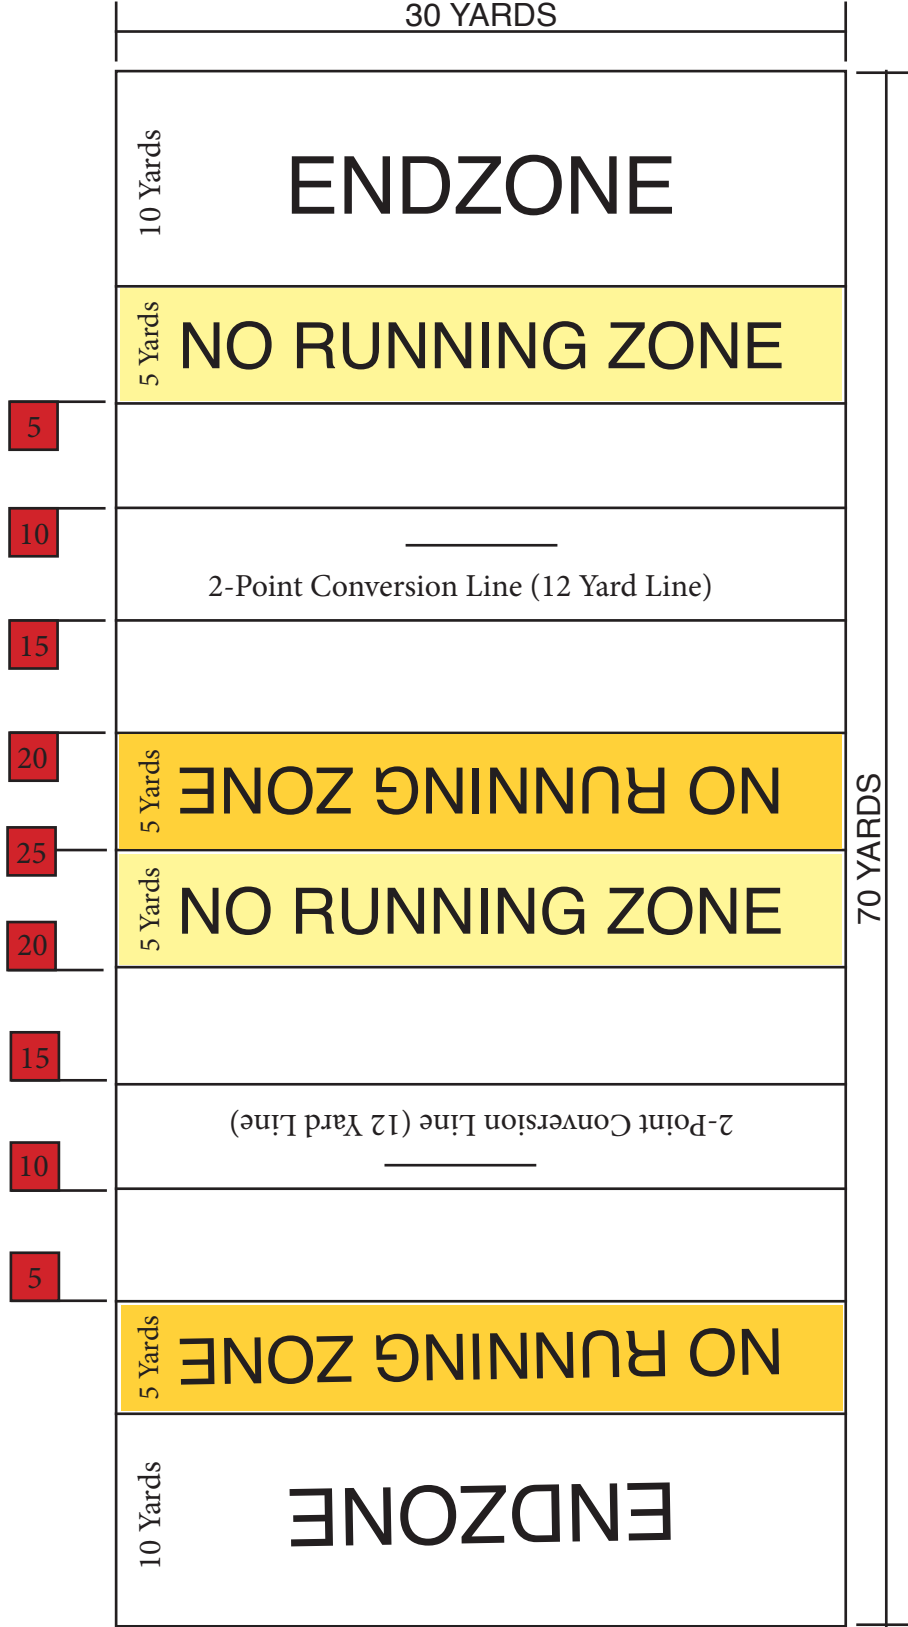 30 YARDS
10 Yards
ENDZONE
5 Yards
NO RUNNING ZONE
5
10
2-Point Conversion Line (12 Yard Line)
15
20
5 Yards
NO RUNNING ZONE
25
70 YARDS
5 Yards
NO RUNNING ZONE
20
15
2-Point Conversion Line (12 Yard Line)
10
5
5 Yards
NO RUNNING ZONE
10 Yards
ENDZONE